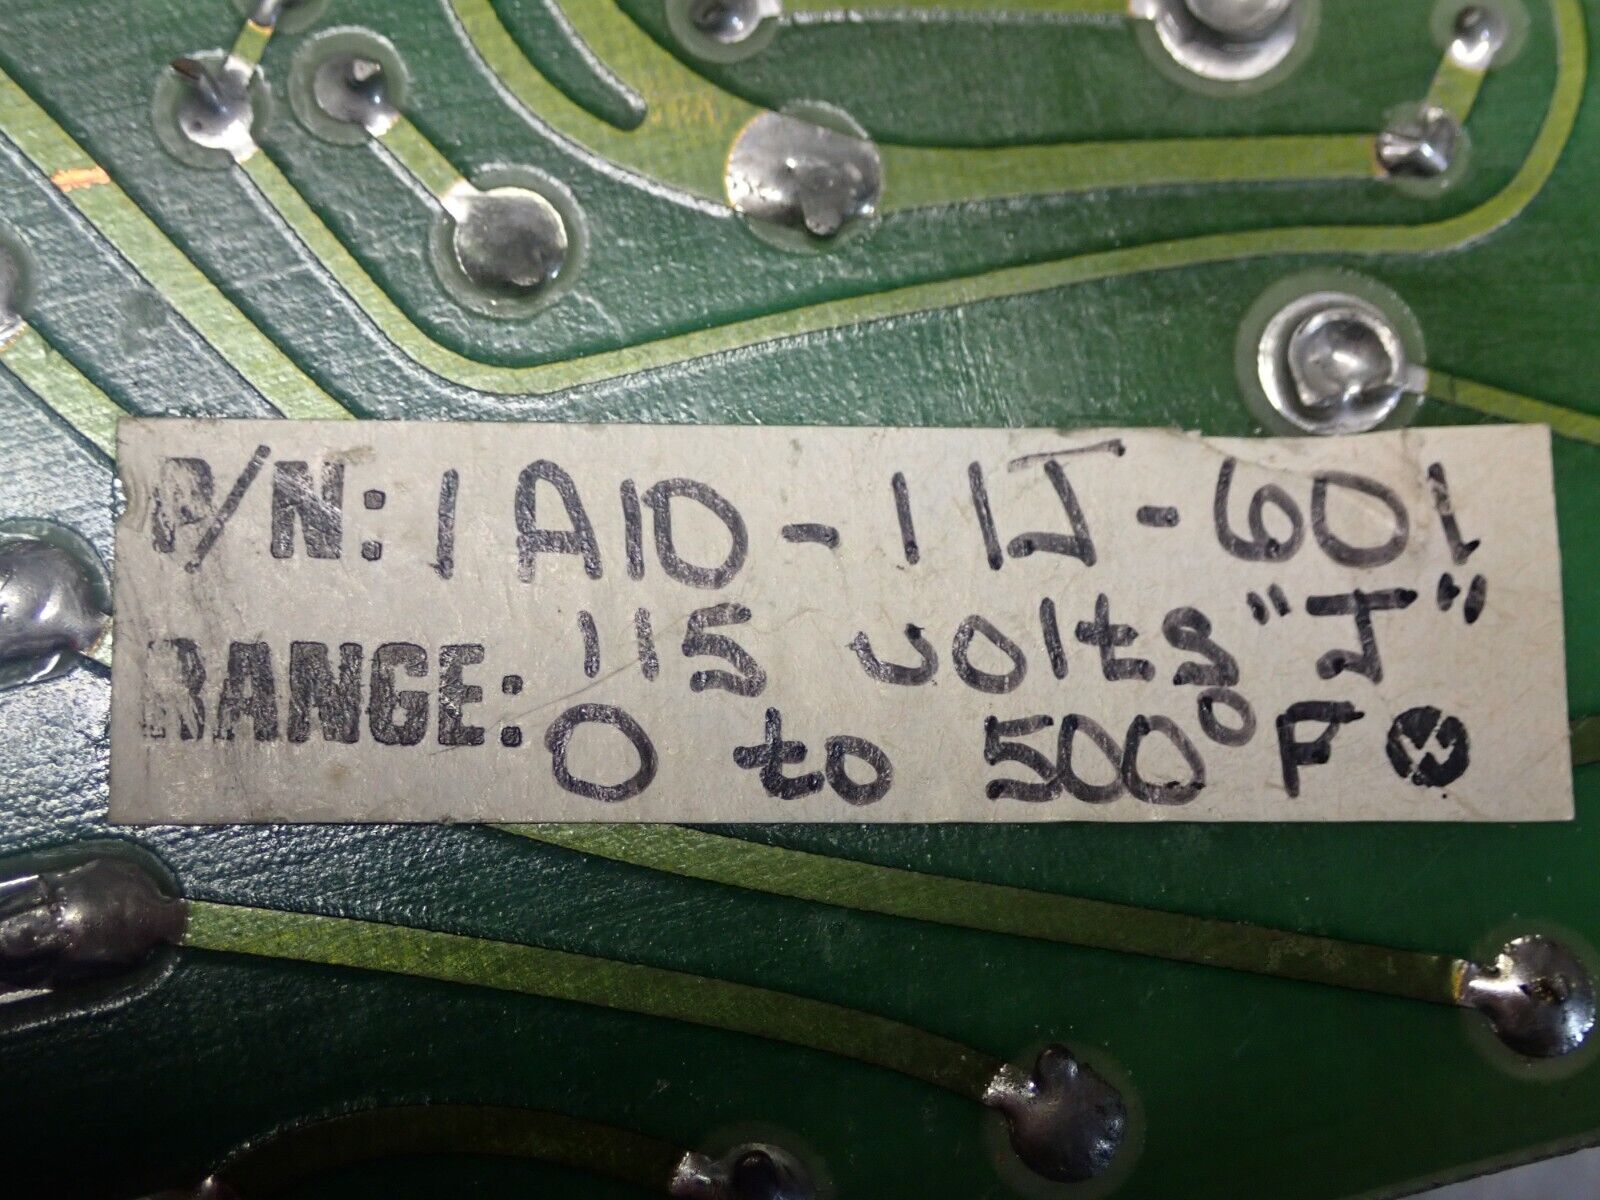 P/N: 1A10-11J-601
RANGE: 115 volts "J"
0 to 500°F